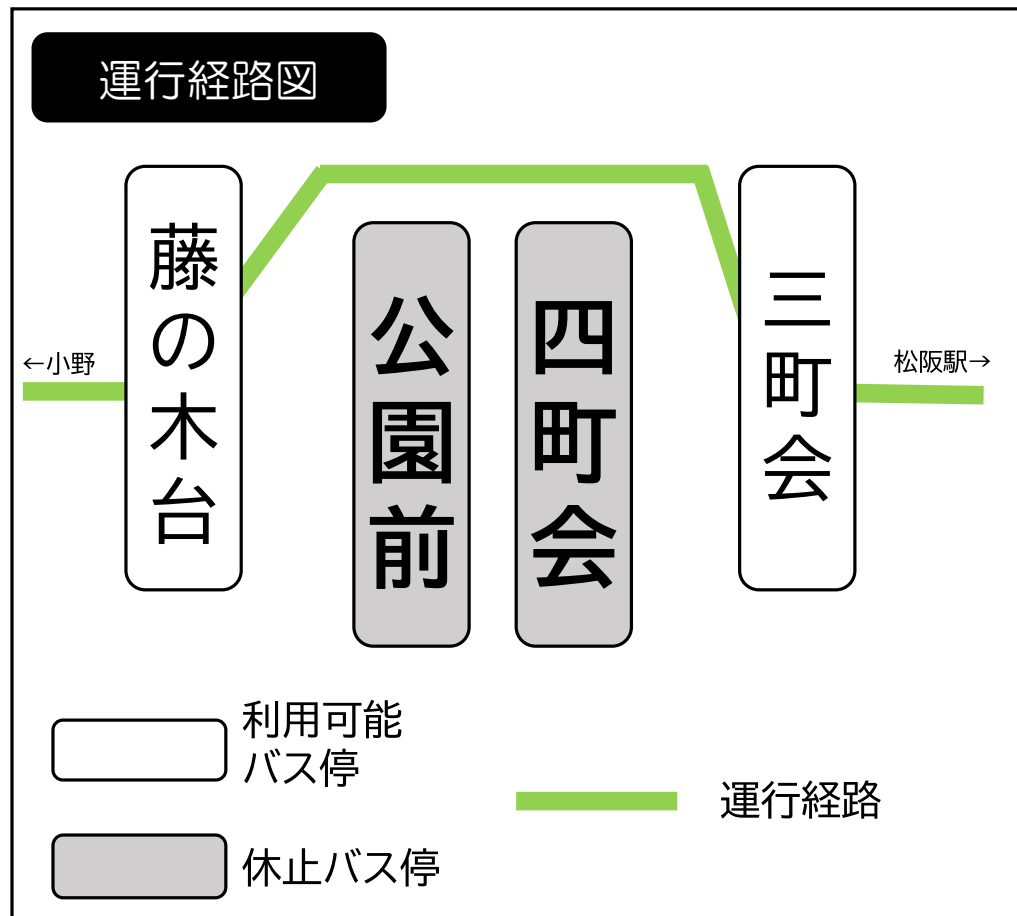 運行経路図
藤の木台
公園前
四町会
三町会
←小野
松阪駅→
利用可能
バス停
運行経路
休止バス停